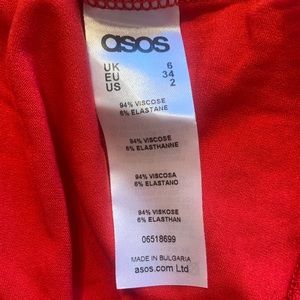 asos
UK 6
EU 34
US 2
94% VISCOSE
6% ELASTANE
94% VISCOSE
6% ELASTHANNE
94% VISCOSA
6% ELASTANO
94% VISKOSE
6% ELASTHAN
06518699
MADE IN BULGARIA
asos.com Ltd